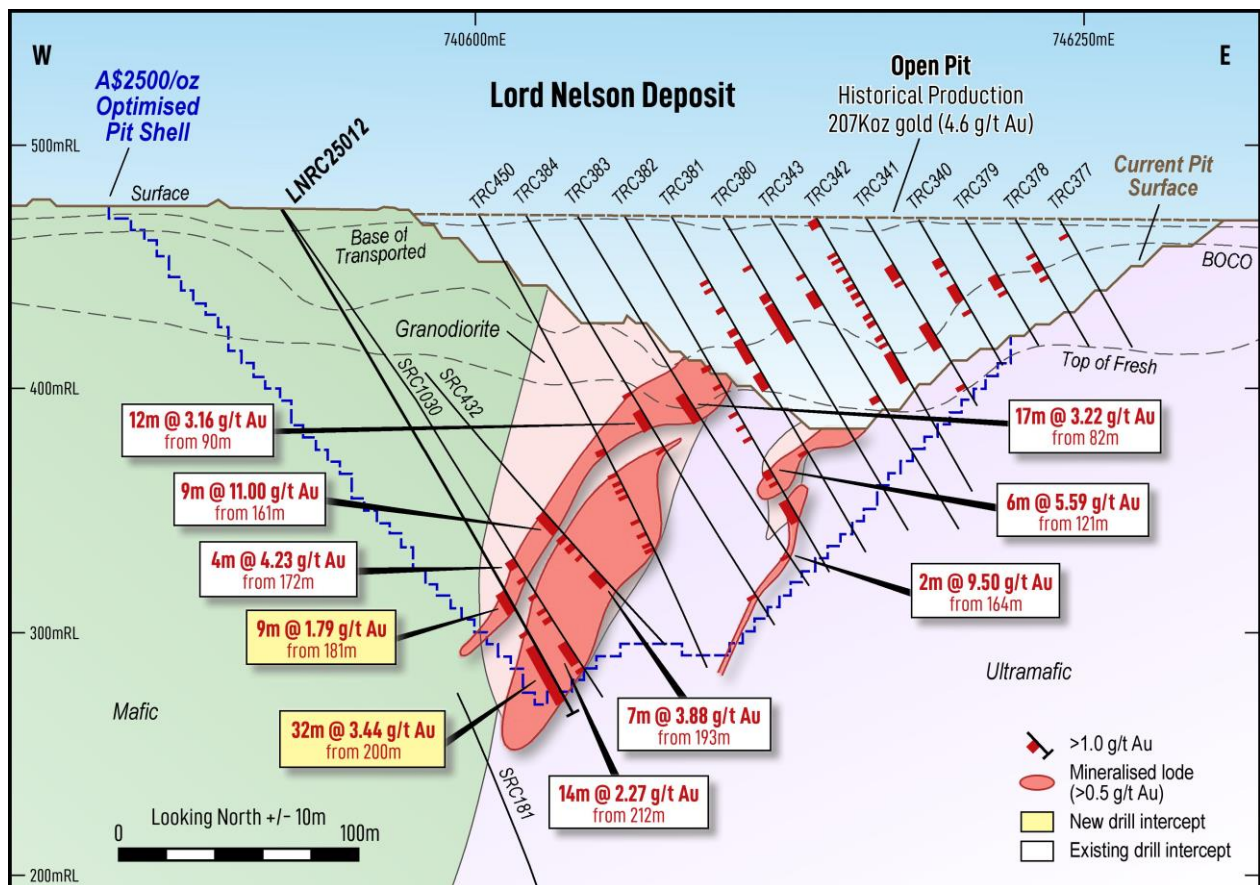 740600mE
746250mE
W
E
A$2500/oz
Optimised
Pit Shell
Lord Nelson Deposit
Open Pit
Historical Production
207Koz gold (4.6 g/t Au)
500mRL
Surface
LNRC25012
TRC450
TRC384
TRC383
TRC382
TRC381
TRC380
TRC343
TRC342
TRC341
TRC340
TRC379
TRC378
TRC377
Current Pit
Surface
Base of
Transported
BOCO
Granodiorite
Top of Fresh
SRC1030
SRC432
400mRL
12m @ 3.16 g/t Au
from 90m
17m @ 3.22 g/t Au
from 82m
9m @ 11.00 g/t Au
from 161m
6m @ 5.59 g/t Au
from 121m
4m @ 4.23 g/t Au
from 172m
2m @ 9.50 g/t Au
from 164m
9m @ 1.79 g/t Au
from 181m
300mRL
Mafic
Ultramafic
32m @ 3.44 g/t Au
from 200m
7m @ 3.88 g/t Au
from 193m
14m @ 2.27 g/t Au
from 212m
SRC181
>1.0 g/t Au
Mineralised lode
(>0.5 g/t Au)
New drill intercept
Existing drill intercept
Looking North +/- 10m
0
100m
200mRL